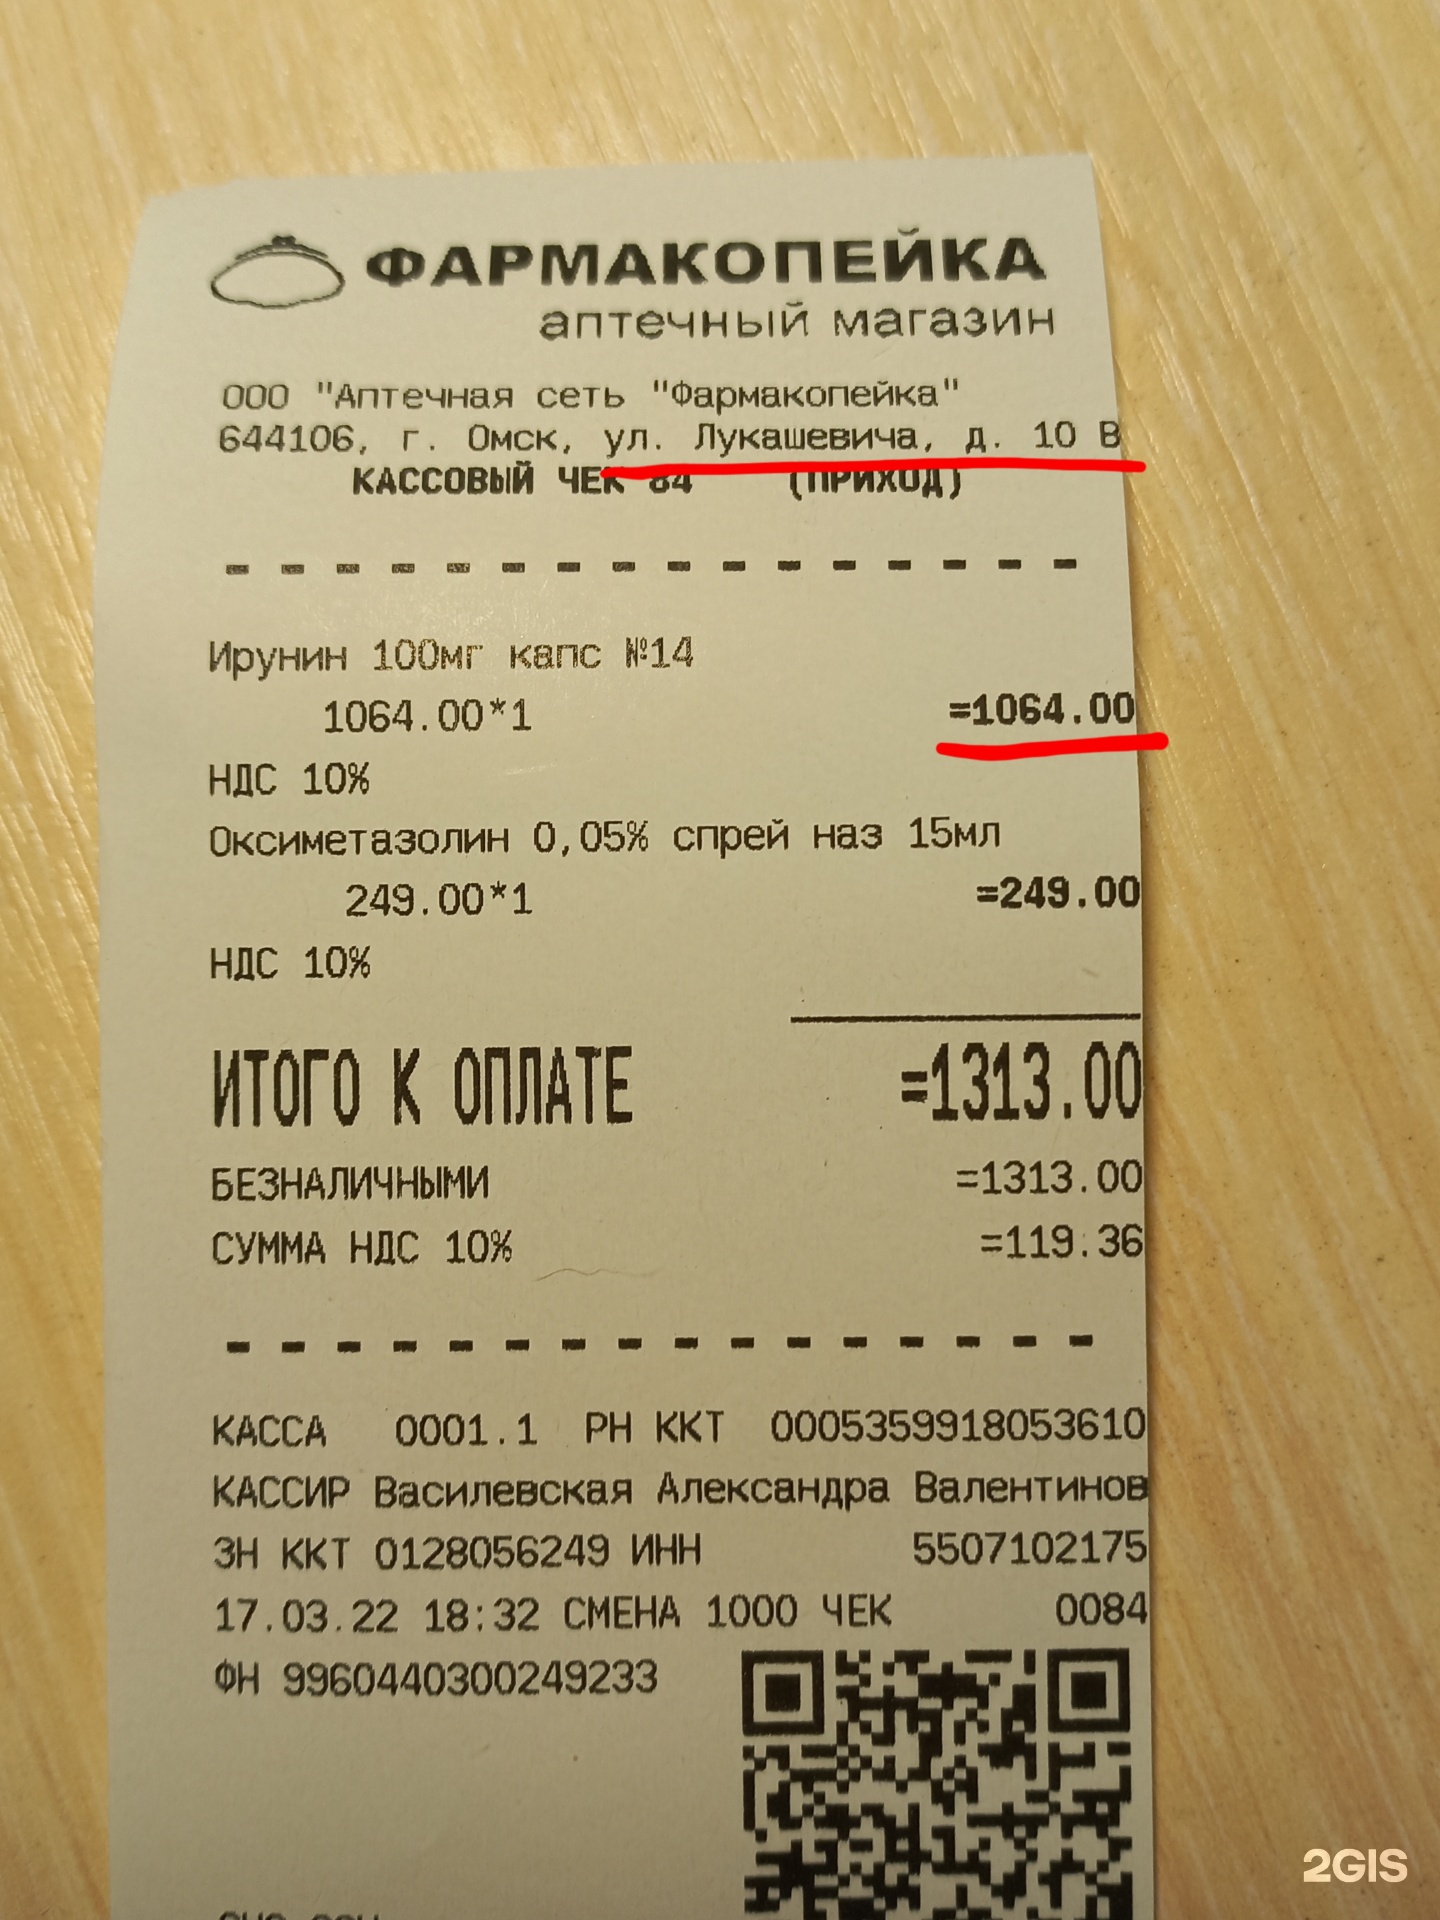 ФАРМАКОПЕЙКА
аптечный магазин
ООО "Аптечная сеть "Фармакопейка"
644106, г. Омск, ул. Лукашевича, д. 10 В
КАССОВЫЙ ЧЕК 84 (ПРИХОД)
Ирунин 100мг капс №14
1064.00*1 =1064.00
НДС 10%
Оксиметазолин 0,05% спрей наз 15мл
249.00*1 =249.00
НДС 10%
ИТОГО К ОПЛАТЕ =1313.00
БЕЗНАЛИЧНЫМИ =1313.00
СУММА НДС 10% =119.36
КАССА 0001.1 РН ККТ 0005359918053610
КАССИР Василевская Александра Валентинов
ЗН ККТ 0128056249 ИНН 5507102175
17.03.22 18:32 СМЕНА 1000 ЧЕК 0084
ФН 9960440300249233
2GIS